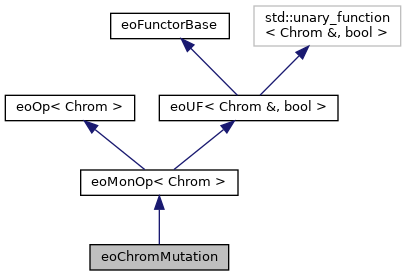 eoFunctorBase
std::unary_function
< Chrom &, bool >
eoOp< Chrom >
eoUF< Chrom &, bool >
eoMonOp< Chrom >
eoChromMutation